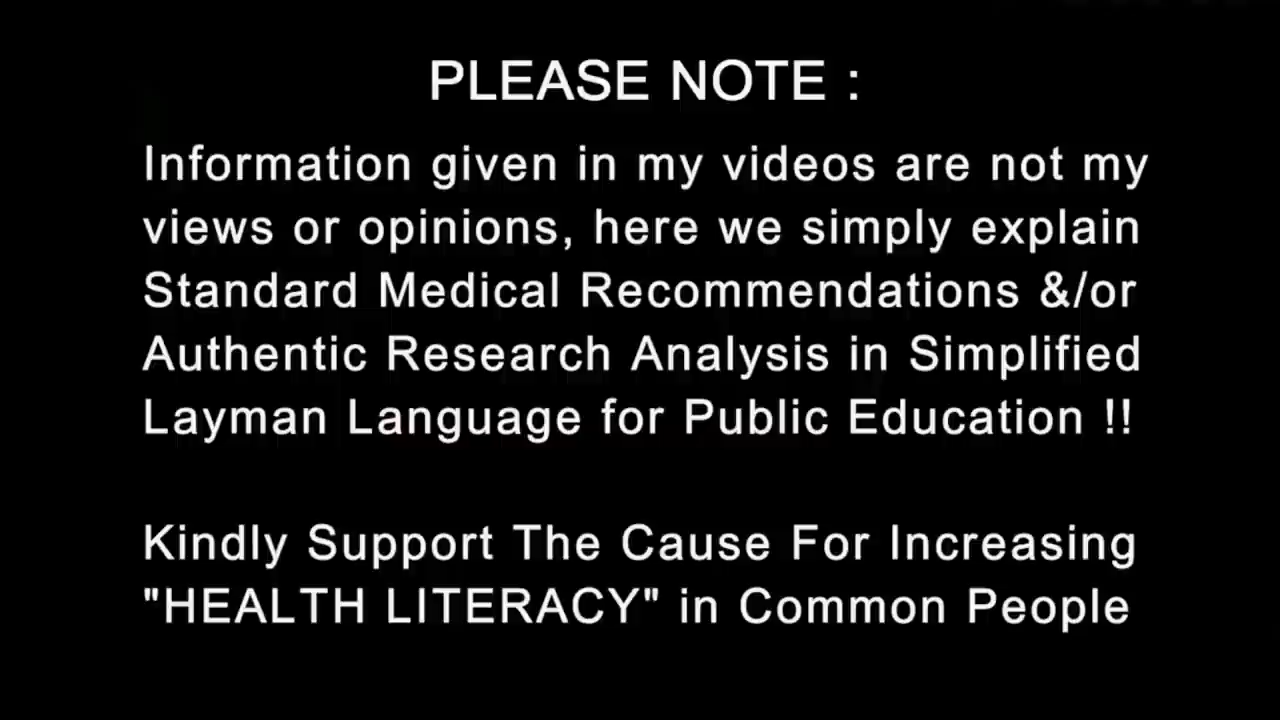 PLEASE NOTE :
Information given in my videos are not my
views or opinions, here we simply explain
Standard Medical Recommendations &/or
Authentic Research Analysis in Simplified
Layman Language for Public Education !!
Kindly Support The Cause For Increasing
"HEALTH LITERACY" in Common People